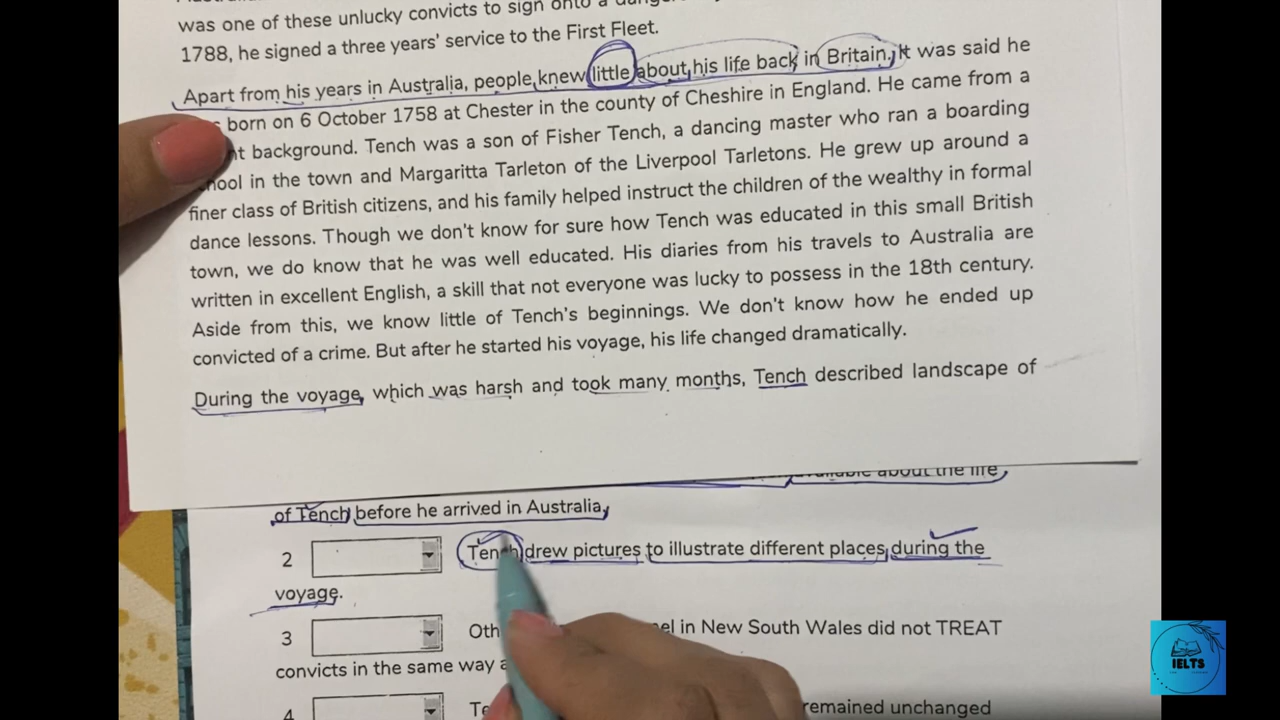 was one of these unlucky convicts to sign onto a
1788, he signed a three years' service to the First Fleet.
Apart from his years in Australia, people knew little about his life back in Britain. It was said he
born on 6 October 1758 at Chester in the county of Cheshire in England. He came from a
background. Tench was a son of Fisher Tench, a dancing master who ran a boarding
in the town and Margaritta Tarleton of the Liverpool Tarletons. He grew up around a
finer class of British citizens, and his family helped instruct the children of the wealthy in formal
dance lessons. Though we don't know for sure how Tench was educated in this small British
town, we do know that he was well educated. His diaries from his travels to Australia are
written in excellent English, a skill that not everyone was lucky to possess in the 18th century.
Aside from this, we know little of Tench's beginnings. We don't know how he ended up
convicted of a crime. But after he started his voyage, his life changed dramatically.
During the voyage, which was harsh and took many months, Tench described landscape of
available about the life
of Tench before he arrived in Australia,
2 Tench drew pictures to illustrate different places during the
voyage.
3 in New South Wales did not TREAT
convicts in the same way
4 remained unchanged
IELTS